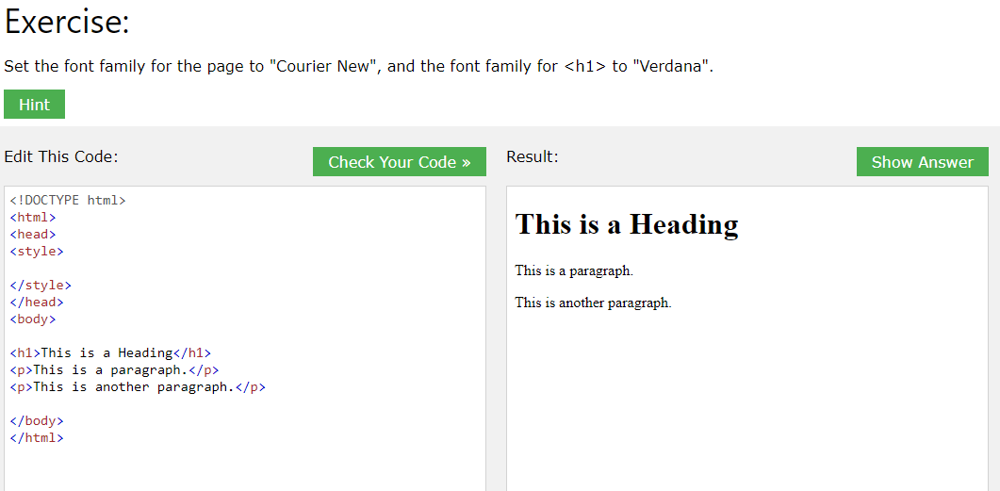 Exercise:
Set the font family for the page to "Courier New", and the font family for <h1> to "Verdana".
Hint
Edit This Code:
Check Your Code »
Result:
Show Answer
<!DOCTYPE html>
<html>
<head>
<style>
</style>
</head>
<body>
<h1>This is a Heading</h1>
<p>This is a paragraph.</p>
<p>This is another paragraph.</p>
</body>
</html>
This is a Heading
This is a paragraph.
This is another paragraph.